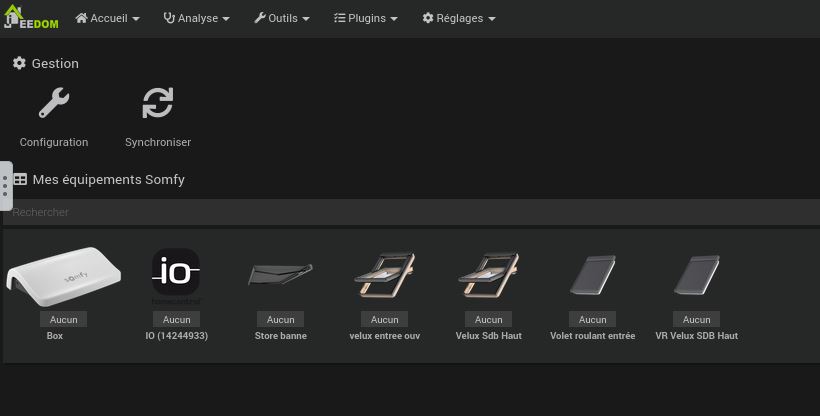 JEEDOM Accueil Analyse Outils Plugins Réglages
Gestion
Configuration Synchroniser
Mes équipements Somfy
Rechercher
somfy io
homecontrol
Aucun Aucun Aucun Aucun Aucun Aucun Aucun
Box IO (14244933) Store banne velux entree ouv Velux Sdb Haut Volet roulant entrée VR Velux SDB Haut